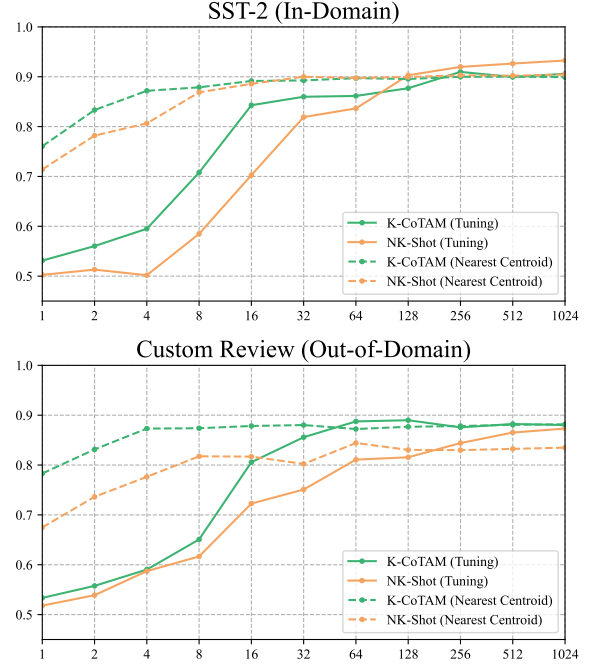 SST-2 (In-Domain)
1.0
0.9
0.8
0.7
0.6
0.5
K-CoTAM (Tuning)
NK-Shot (Tuning)
K-CoTAM (Nearest Centroid)
NK-Shot (Nearest Centroid)
1 2 4 8 16 32 64 128 256 512 1024
Custom Review (Out-of-Domain)
1.0
0.9
0.8
0.7
0.6
0.5
K-CoTAM (Tuning)
NK-Shot (Tuning)
K-CoTAM (Nearest Centroid)
NK-Shot (Nearest Centroid)
1 2 4 8 16 32 64 128 256 512 1024